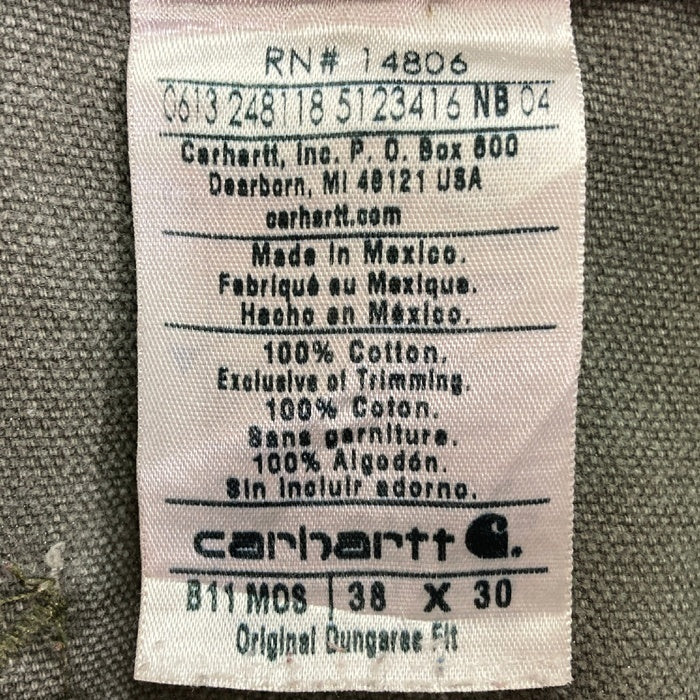 RN# 14806
0613 248118 5123416 NB 04
Carhartt, Inc. P. O. Box 600
Dearborn, MI 48121 USA
carhartt.com
Made in Mexico.
Fabriqué au Mexique.
Hecho en México.
100% Cotton.
Exclusive of Trimming.
100% Coton.
Sans garniture.
100% Algodón.
Sin Incluir adorno.
carhartt
B11 MOS 38 X 30
Original Dungaree Fit